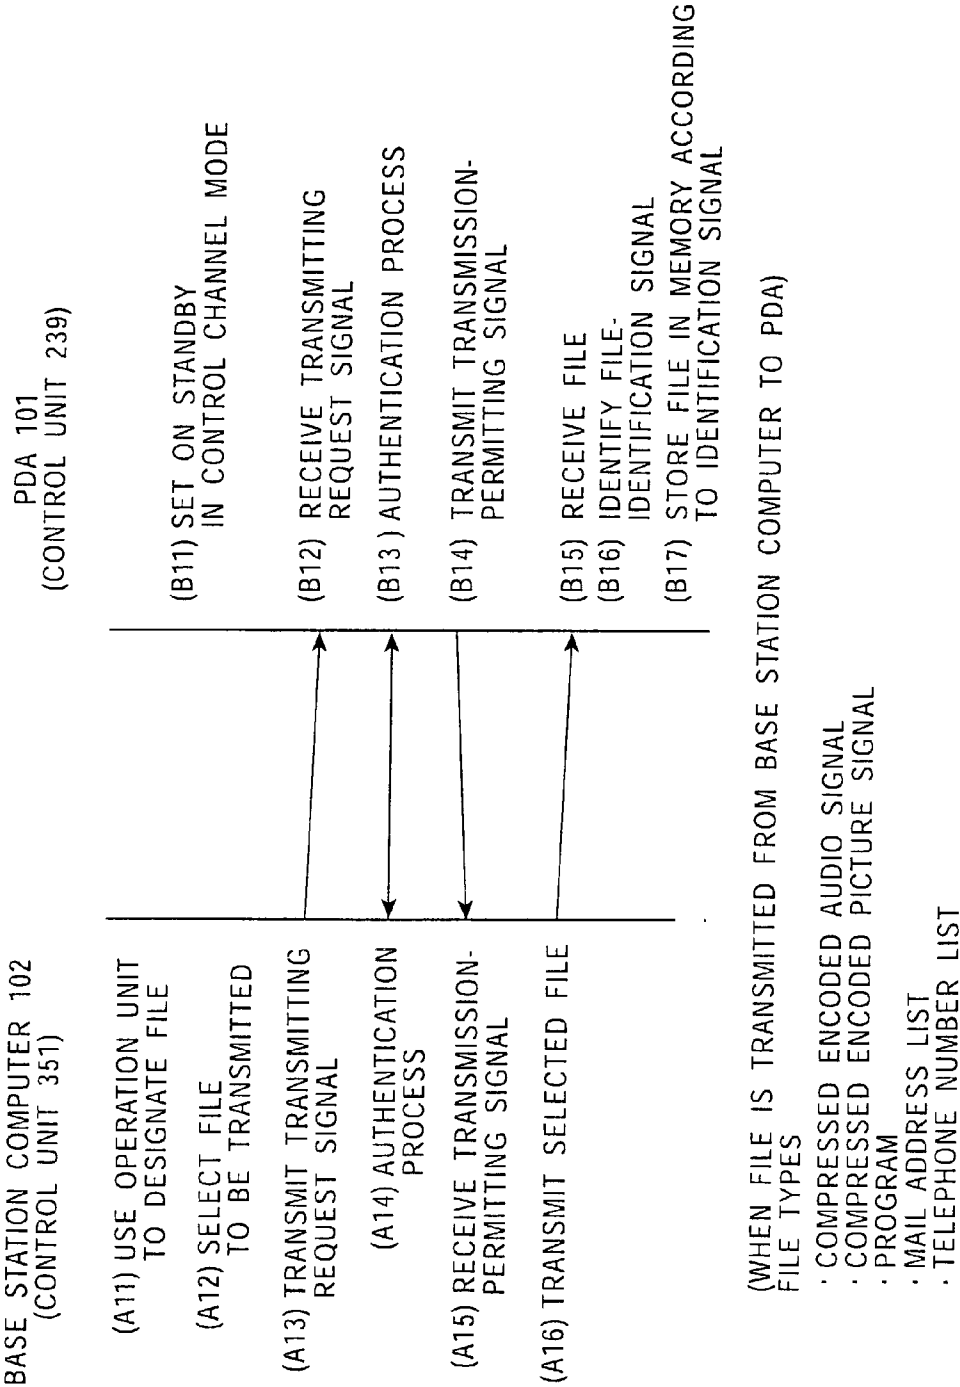 BASE STATION COMPUTER 102
(CONTROL UNIT 351)
(A11) USE OPERATION UNIT
TO DESIGNATE FILE
(A12) SELECT FILE
TO BE TRANSMITTED
(A13) TRANSMIT TRANSMITTING
REQUEST SIGNAL
(A14) AUTHENTICATION
PROCESS
(A15) RECEIVE TRANSMISSION-
PERMITTING SIGNAL
(A16) TRANSMIT SELECTED FILE
PDA 101
(CONTROL UNIT 239)
(B11) SET ON STANDBY
IN CONTROL CHANNEL MODE
(B12) RECEIVE TRANSMITTING
REQUEST SIGNAL
(B13) AUTHENTICATION PROCESS
(B14) TRANSMIT TRANSMISSION-
PERMITTING SIGNAL
(B15) RECEIVE FILE
(B16) IDENTIFY FILE-
IDENTIFICATION SIGNAL
(B17) STORE FILE IN MEMORY ACCORDING
TO IDENTIFICATION SIGNAL
(WHEN FILE IS TRANSMITTED FROM BASE STATION COMPUTER TO PDA)
FILE TYPES
· COMPRESSED ENCODED AUDIO SIGNAL
· COMPRESSED ENCODED PICTURE SIGNAL
· PROGRAM
· MAIL ADDRESS LIST
· TELEPHONE NUMBER LIST